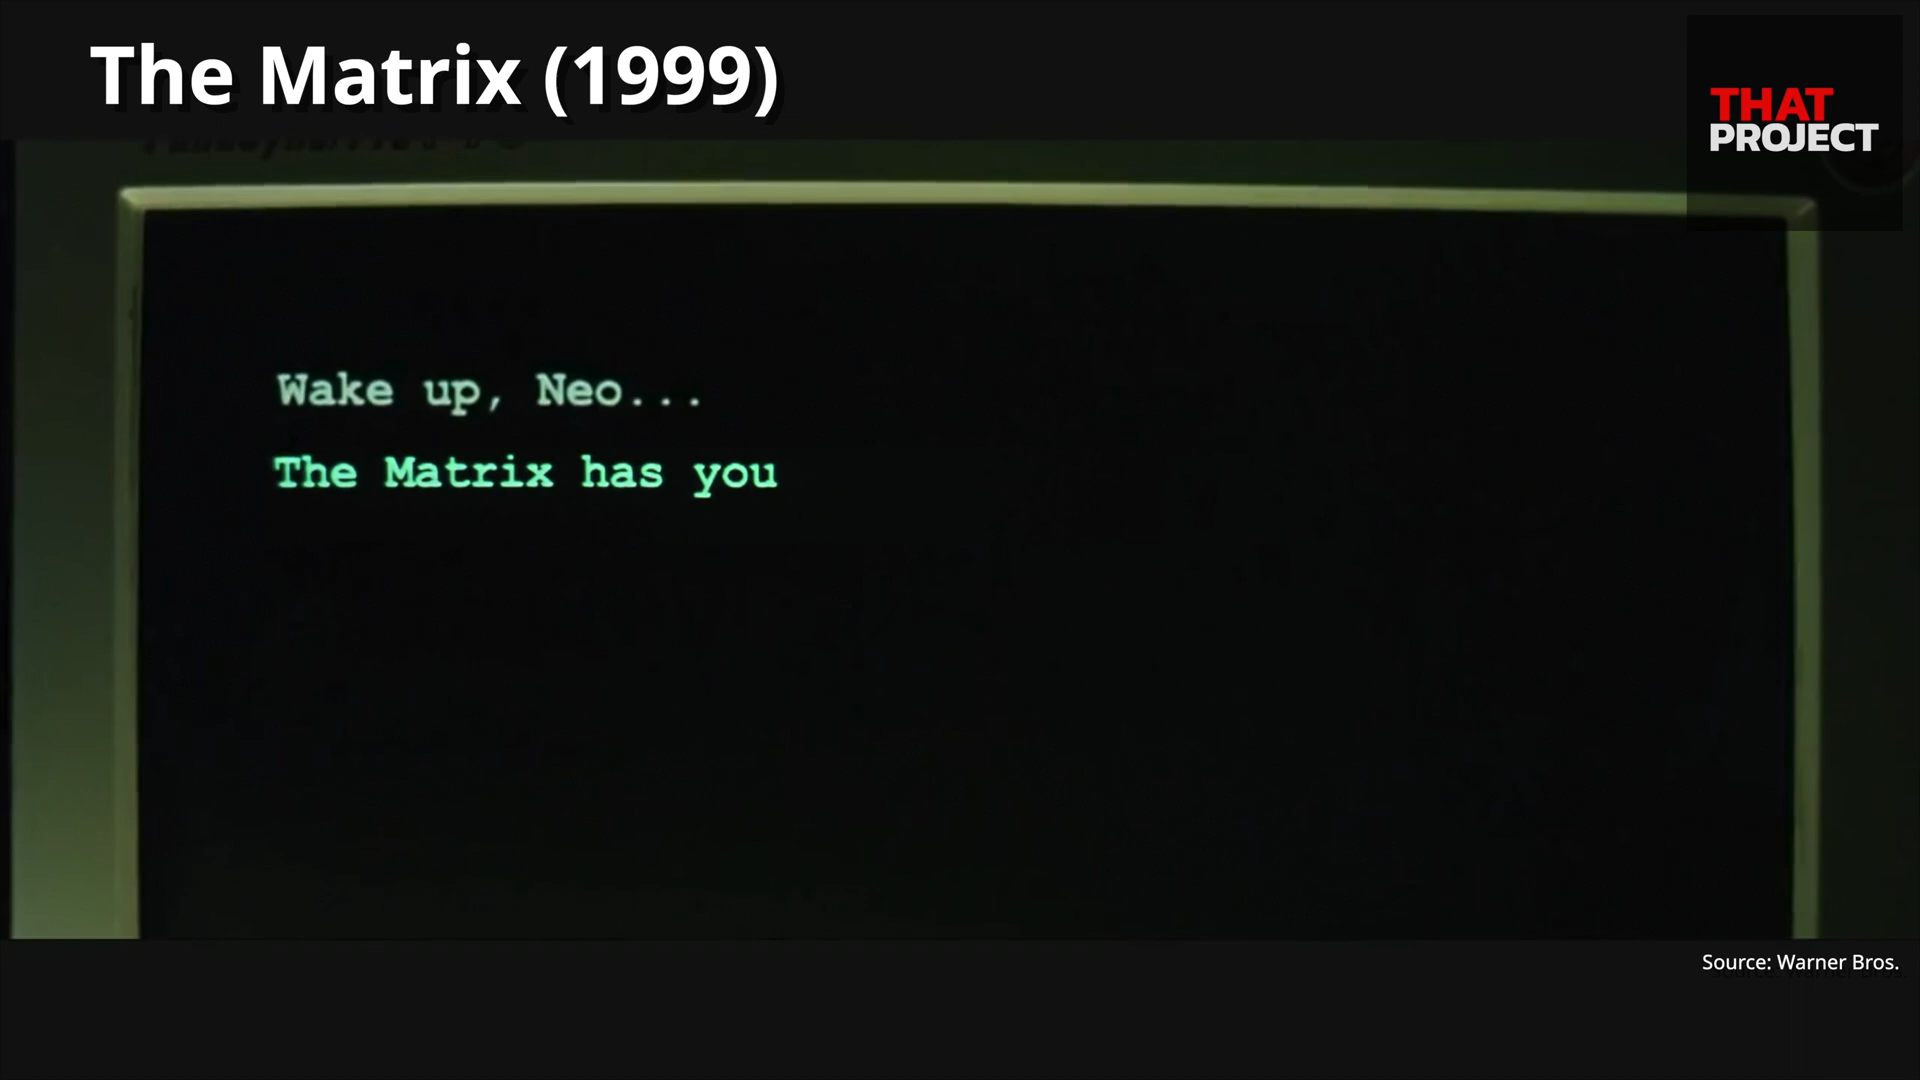 The Matrix (1999)
THAT
PROJECT
Wake up, Neo...
The Matrix has you
Source: Warner Bros.